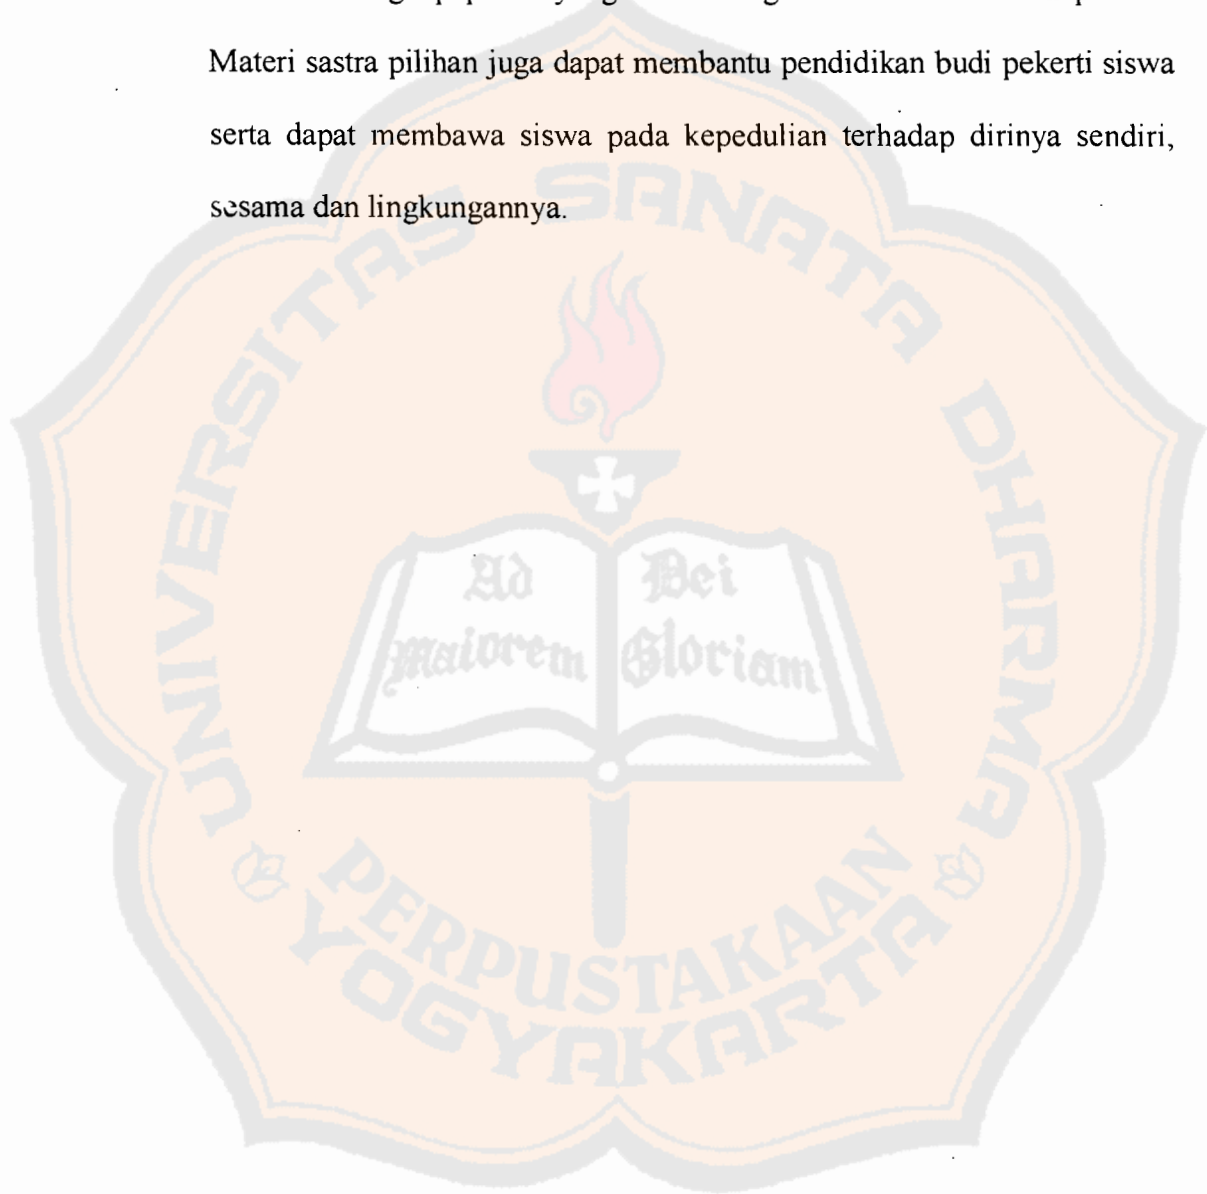 Materi sastra pilihan juga dapat membantu pendidikan budi pekerti siswa
serta dapat membawa siswa pada kepedulian terhadap dirinya sendiri,
sesama dan lingkungannya.
UNIVERSITAS SANATA DHARMA
Ad Dei
maiorem Gloriam
PERPUSTAKAAN
YOGYAKARTA